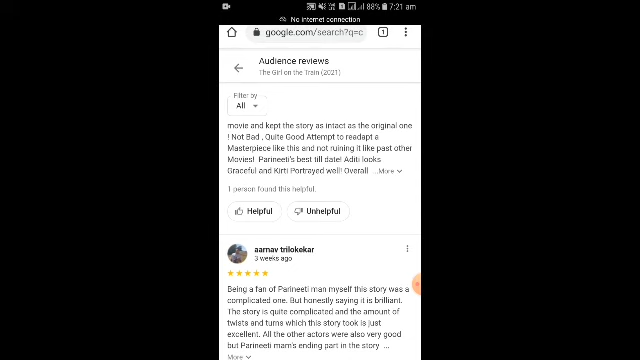 88% 7:21 am
No internet connection
google.com/search?q=c
1
Audience reviews
The Girl on the Train (2021)
Filter by
All
movie and kept the story as intact as the original one
! Not Bad , Quite Good Attempt to readapt a
Masterpiece like this and not ruining it like past other
Movies! Parineeti's best till date! Aditi looks
Graceful and Kirti Portrayed well! Overall ...More
1 person found this helpful.
Helpful
Unhelpful
aarnav trilokekar
3 weeks ago
Being a fan of Parineeti mam myself this story was a
complicated one. But honestly saying it is brilliant.
The story is quite complicated and the amount of
twists and turns which this story took is just
excellent. All the other actors were also very good
but Parineeti mam's ending part in the story ...
More